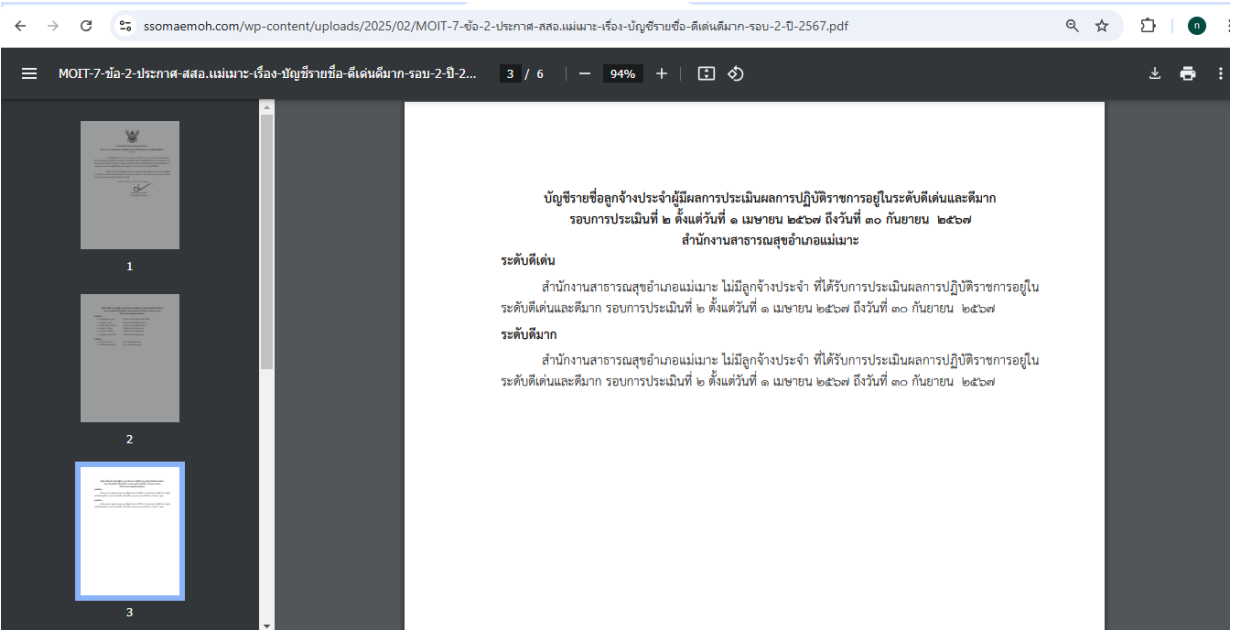 ssomaemoh.com/wp-content/uploads/2025/02/MOIT-7-ข้อ-2-ประกาศ-สสอ.แม่เมาะ-เรื่อง-บัญชีรายชื่อ-ดีเด่นดีมาก-รอบ-2-ปี-2567.pdf
n
MOIT-7-ข้อ-2-ประกาศ-สสอ.แม่เมาะ-เรื่อง-บัญชีรายชื่อ-ดีเด่นดีมาก-รอบ-2-ปี-2...
3 / 6
94%
1
2
3
บัญชีรายชื่อลูกจ้างประจำผู้มีผลการประเมินผลการปฏิบัติราชการอยู่ในระดับดีเด่นและดีมาก
รอบการประเมินที่ ๒ ตั้งแต่วันที่ ๑ เมษายน ๒๕๖๗ ถึงวันที่ ๓๐ กันยายน ๒๕๖๗
สำนักงานสาธารณสุขอำเภอแม่เมาะ
ระดับดีเด่น
สำนักงานสาธารณสุขอำเภอแม่เมาะ ไม่มีลูกจ้างประจำ ที่ได้รับการประเมินผลการปฏิบัติราชการอยู่ใน
ระดับดีเด่นและดีมาก รอบการประเมินที่ ๒ ตั้งแต่วันที่ ๑ เมษายน ๒๕๖๗ ถึงวันที่ ๓๐ กันยายน ๒๕๖๗
ระดับดีมาก
สำนักงานสาธารณสุขอำเภอแม่เมาะ ไม่มีลูกจ้างประจำ ที่ได้รับการประเมินผลการปฏิบัติราชการอยู่ใน
ระดับดีเด่นและดีมาก รอบการประเมินที่ ๒ ตั้งแต่วันที่ ๑ เมษายน ๒๕๖๗ ถึงวันที่ ๓๐ กันยายน ๒๕๖๗